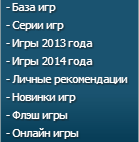 - База игр
- Серии игр
- Игры 2013 года
- Игры 2014 года
- Личные рекомендации
- Новинки игр
- Флэш игры
- Онлайн игры